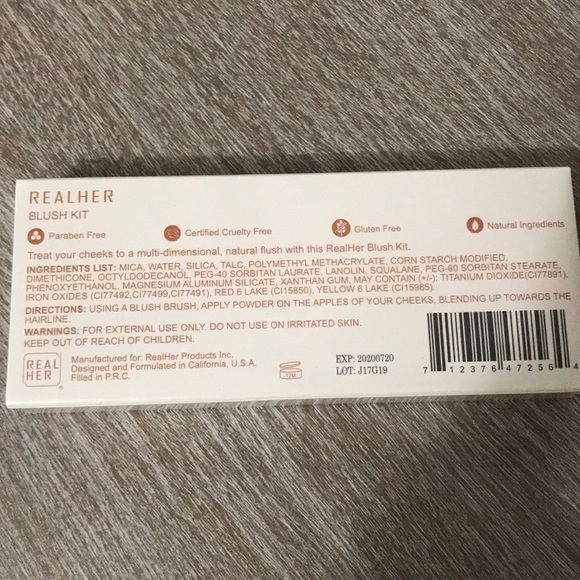 REALHER
BLUSH KIT
Paraben Free
Certified Cruelty Free
Gluten Free
Natural Ingredients
Treat your cheeks to a multi-dimensional, natural flush with this RealHer Blush Kit.
INGREDIENTS LIST: MICA, WATER, SILICA, TALC, POLYMETHYL METHACRYLATE, CORN STARCH MODIFIED,
DIMETHICONE, OCTYLDODECANOL, PEG-40 SORBITAN LAURATE, LANOLIN, SQUALANE, PEG-60 SORBITAN STEARATE,
PHENOXYETHANOL, MAGNESIUM ALUMINUM SILICATE, XANTHAN GUM, MAY CONTAIN (+/-): TITANIUM DIOXIDE(CI77891),
IRON OXIDES (CI77492,CI77499,CI77491), RED 6 LAKE (CI15850), YELLOW 6 LAKE (CI15985).
DIRECTIONS: USING A BLUSH BRUSH, APPLY POWDER ON THE APPLES OF YOUR CHEEKS, BLENDING UP TOWARDS THE
HAIRLINE.
WARNINGS: FOR EXTERNAL USE ONLY. DO NOT USE ON IRRITATED SKIN.
KEEP OUT OF REACH OF CHILDREN.
REAL
HER
Manufactured for: RealHer Products Inc.
Designed and Formulated in California, U.S.A.
Filled in P.R.C.
12M
EXP: 20200720
LOT: J17G19
7 12376 47256 4